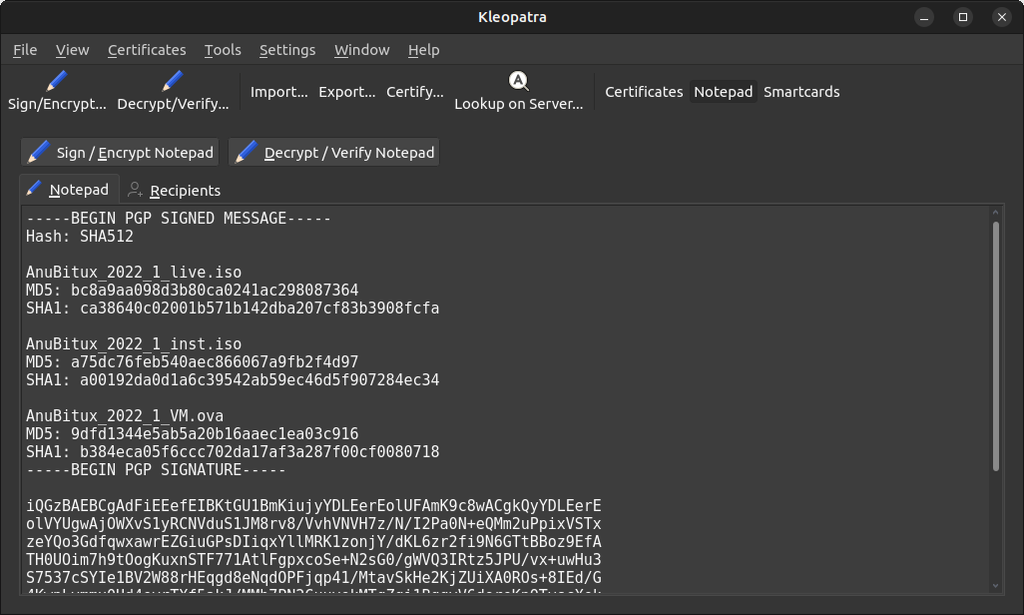 Kleopatra
File View Certificates Tools Settings Window Help
Sign/Encrypt... Decrypt/Verify... Import... Export... Certify... Lookup on Server... Certificates Notepad Smartcards
Sign / Encrypt Notepad Decrypt / Verify Notepad
Notepad Recipients
-----BEGIN PGP SIGNED MESSAGE-----
Hash: SHA512
AnuBitux_2022_1_live.iso
MD5: bc8a9aa098d3b80ca0241ac298087364
SHA1: ca38640c02001b571b142dba207cf83b3908fcfa
AnuBitux_2022_1_inst.iso
MD5: a75dc76feb540aec866067a9fb2f4d97
SHA1: a00192da0d1a6c39542ab59ec46d5f907284ec34
AnuBitux_2022_1_VM.ova
MD5: 9dfd1344e5ab5a20b16aaec1ea03c916
SHA1: b384eca05f6ccc702da17af3a287f00cf0080718
-----BEGIN PGP SIGNATURE-----
iQGzBAEBCgAdFiEEefEIBKtGU1BmKiujyYDLEerEolUFAmK9c8wACgkQyYDLEerE
olVYUgwAjOWXvS1yRCNVduS1JM8rv8/VvhVNVH7z/N/I2Pa0N+eQMm2uPpixVSTx
zeYQo3GdfqwxawrEZGiuGPsDIiqxYllMRK1zonjY/dKL6zr2fi9N6GTtBBoz9EfA
TH0UOim7h9tOogKuxnSTF771AtlFgpxcoSe+N2sG0/gWVQ3IRtz5JPU/vx+uwHu3
S7537cSYIe1BV2W88rHEqgd8eNqdOPFjqp41/MtavSkHe2KjZUiXA0ROs+8IEd/G